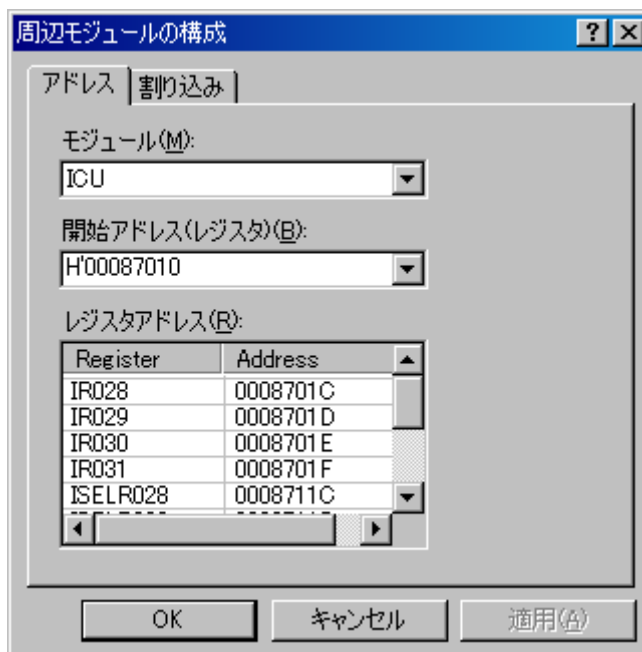 周辺モジュールの構成
アドレス 割り込み
モジュール(M):
ICU
開始アドレス(レジスタ)(B):
H'00087010
レジスタアドレス(R):
Register Address
IR028 0008701C
IR029 0008701D
IR030 0008701E
IR031 0008701F
ISELR028 0008711C
OK キャンセル 適用(A)